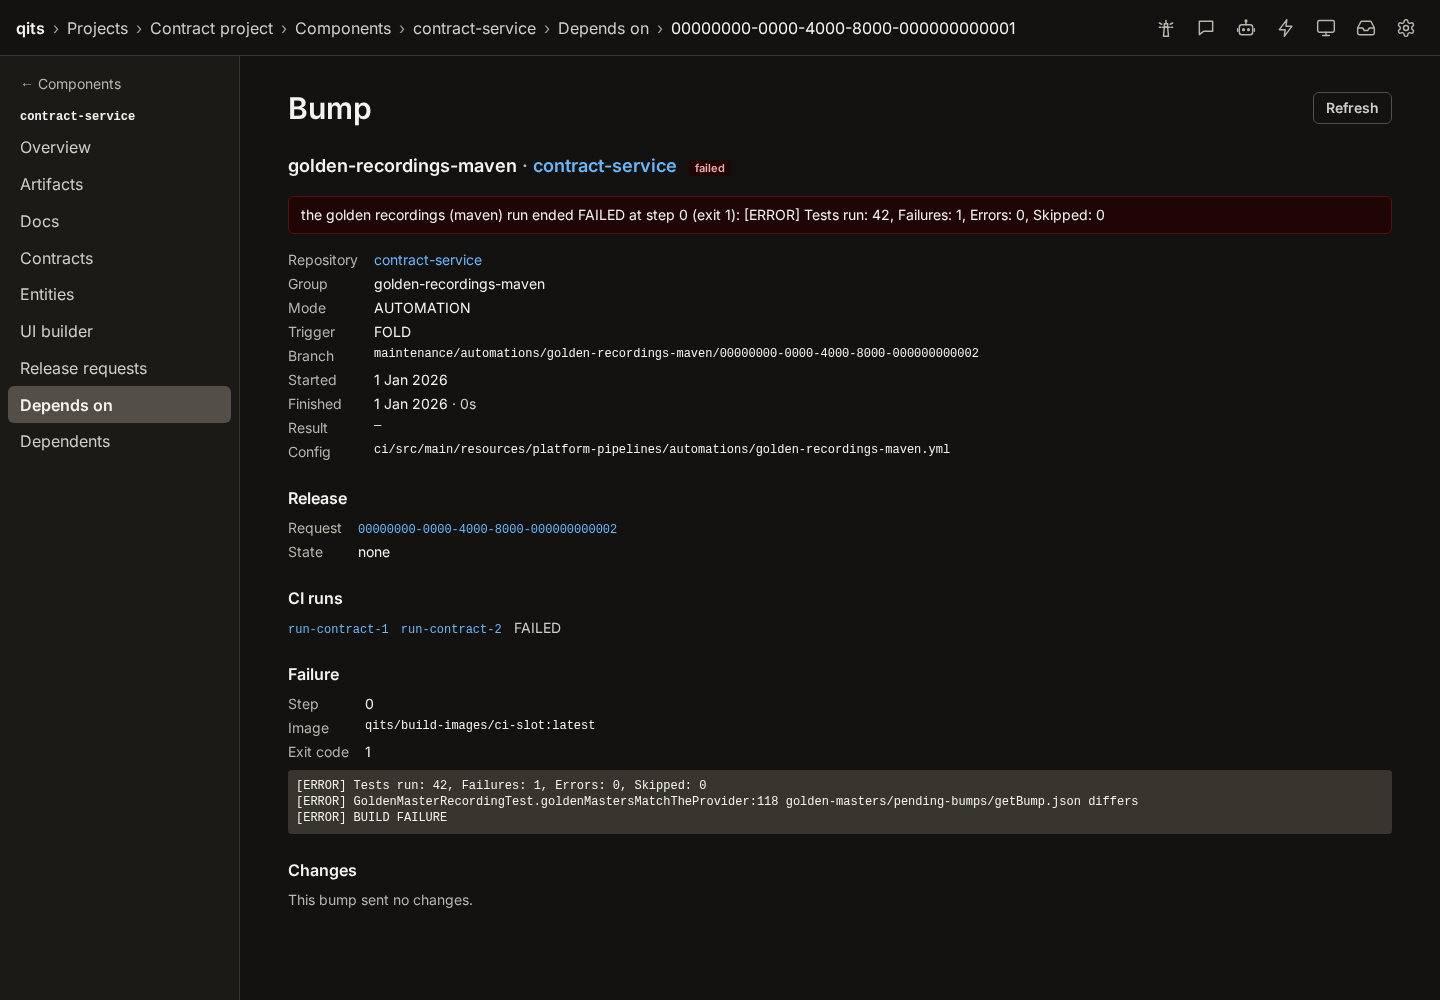 qits › Projects › Contract project › Components › contract-service › Depends on › 00000000-0000-4000-8000-000000000001
← Components
contract-service
Overview
Artifacts
Docs
Contracts
Entities
UI builder
Release requests
Depends on
Dependents
Bump
Refresh
golden-recordings-maven · contract-service failed
the golden recordings (maven) run ended FAILED at step 0 (exit 1): [ERROR] Tests run: 42, Failures: 1, Errors: 0, Skipped: 0
Repository contract-service
Group golden-recordings-maven
Mode AUTOMATION
Trigger FOLD
Branch maintenance/automations/golden-recordings-maven/00000000-0000-4000-8000-000000000002
Started 1 Jan 2026
Finished 1 Jan 2026 · 0s
Result —
Config ci/src/main/resources/platform-pipelines/automations/golden-recordings-maven.yml
Release
Request 00000000-0000-4000-8000-000000000002
State none
CI runs
run-contract-1 run-contract-2 FAILED
Failure
Step 0
Image qits/build-images/ci-slot:latest
Exit code 1
[ERROR] Tests run: 42, Failures: 1, Errors: 0, Skipped: 0
[ERROR] GoldenMasterRecordingTest.goldenMastersMatchTheProvider:118 golden-masters/pending-bumps/getBump.json differs
[ERROR] BUILD FAILURE
Changes
This bump sent no changes.